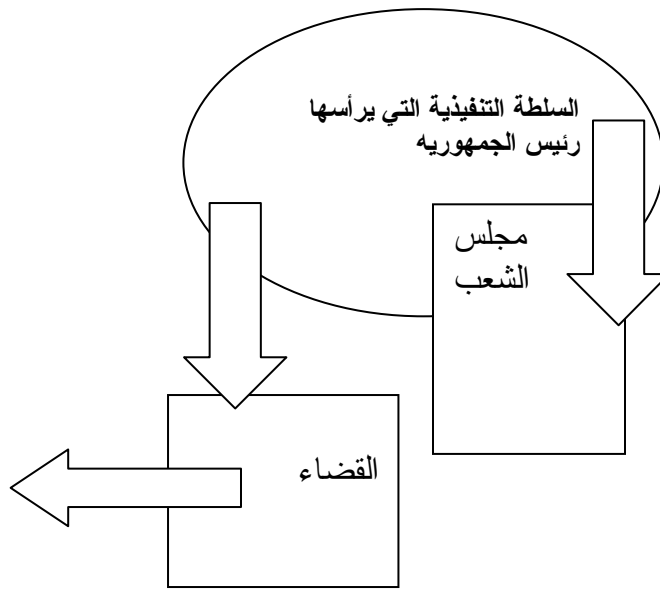 السلطة التنفيذية التي يرأسها
رئيس الجمهوريه
مجلس
الشعب
القضاء